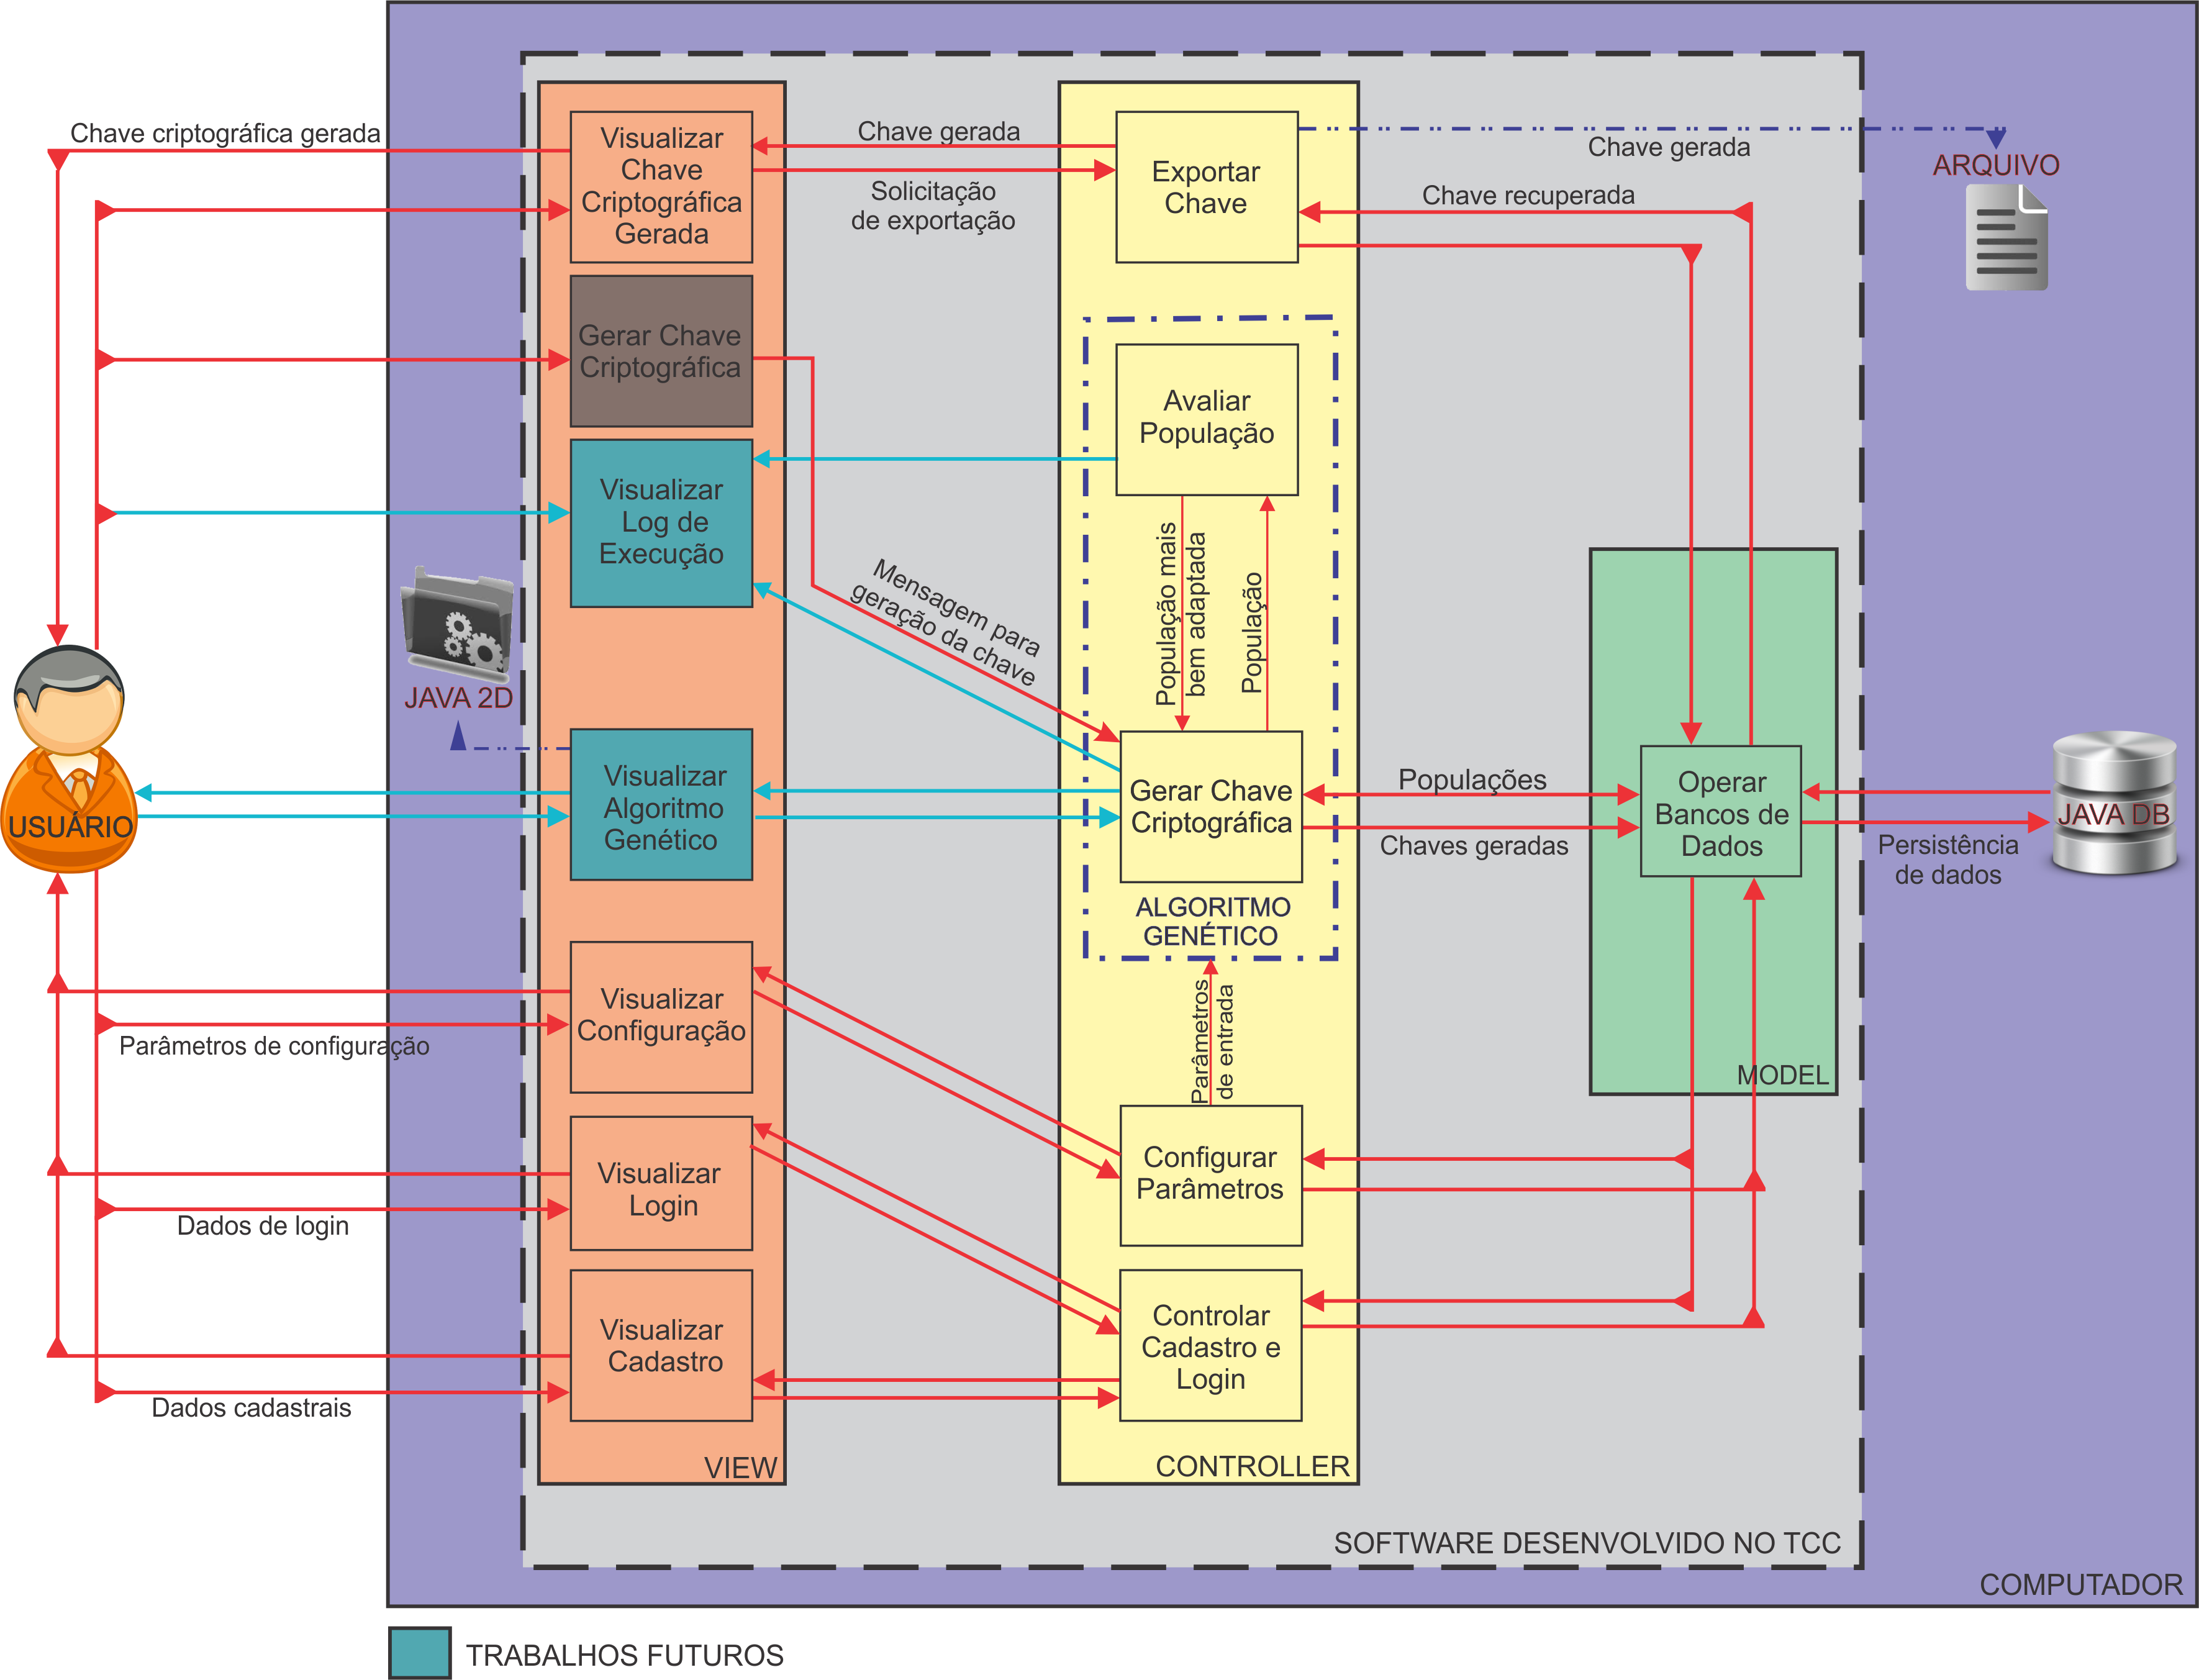 Chave criptográfica gerada
Visualizar
Chave
Criptográfica
Gerada
Chave gerada
Solicitação
de exportação
Exportar
Chave
Chave gerada
ARQUIVO
Chave recuperada
Gerar Chave
Criptográfica
Avaliar
População
Visualizar
Log de
Execução
População mais
bem adaptada
População
Mensagem para
geração da chave
JAVA 2D
USUÁRIO
Visualizar
Algoritmo
Genético
Gerar Chave
Criptográfica
Populações
Chaves geradas
Operar
Bancos de
Dados
JAVA DB
Persistência
de dados
ALGORITMO
GENÉTICO
Visualizar
Configuração
Parâmetros de configuração
Parâmetros
de entrada
MODEL
Visualizar
Login
Dados de login
Configurar
Parâmetros
Visualizar
Cadastro
Dados cadastrais
Controlar
Cadastro e
Login
VIEW
CONTROLLER
SOFTWARE DESENVOLVIDO NO TCC
COMPUTADOR
TRABALHOS FUTUROS